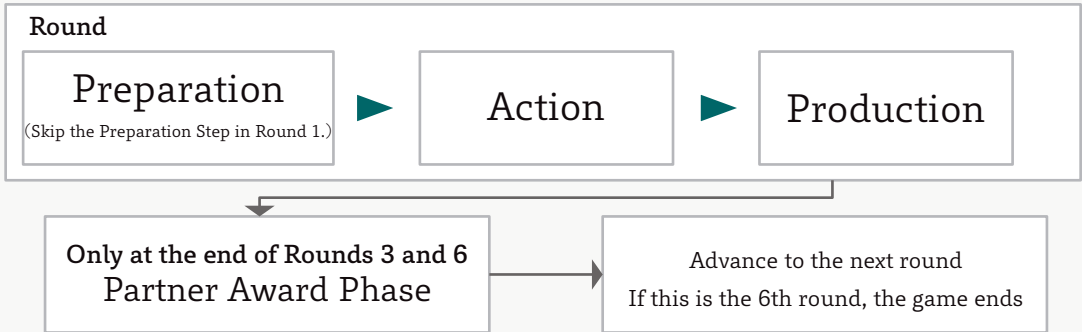 Round
Preparation
(Skip the Preparation Step in Round 1.)
Action
Production
Only at the end of Rounds 3 and 6
Partner Award Phase
Advance to the next round
If this is the 6th round, the game ends